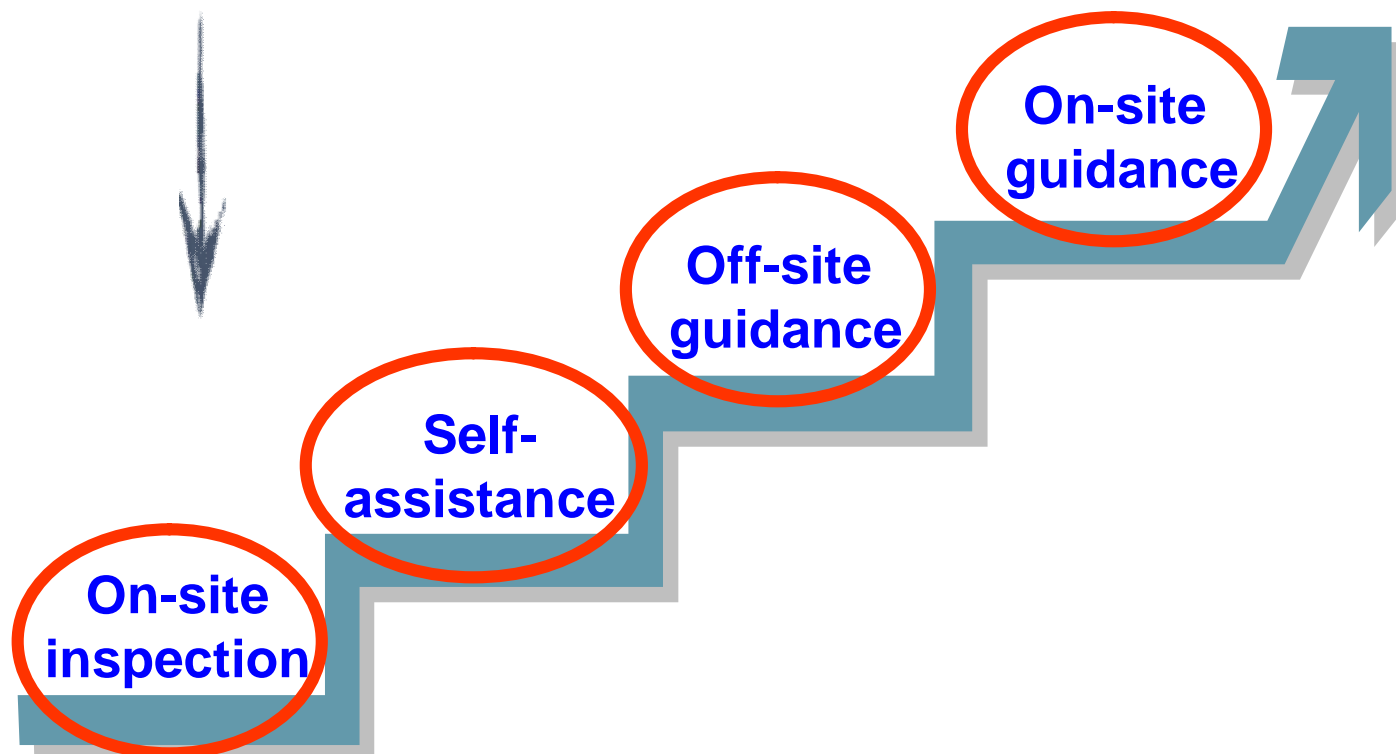 On-site
guidance
Off-site
guidance
Self-
assistance
On-site
inspection